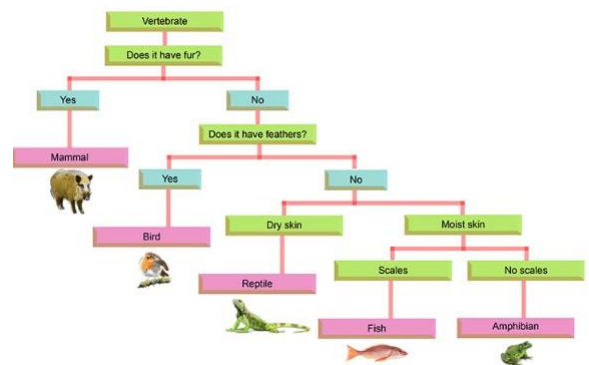 Vertebrate
Does it have fur?
Yes
No
Does it have feathers?
Mammal
Yes
No
Dry skin
Moist skin
Bird
Scales
No scales
Reptile
Fish
Amphibian